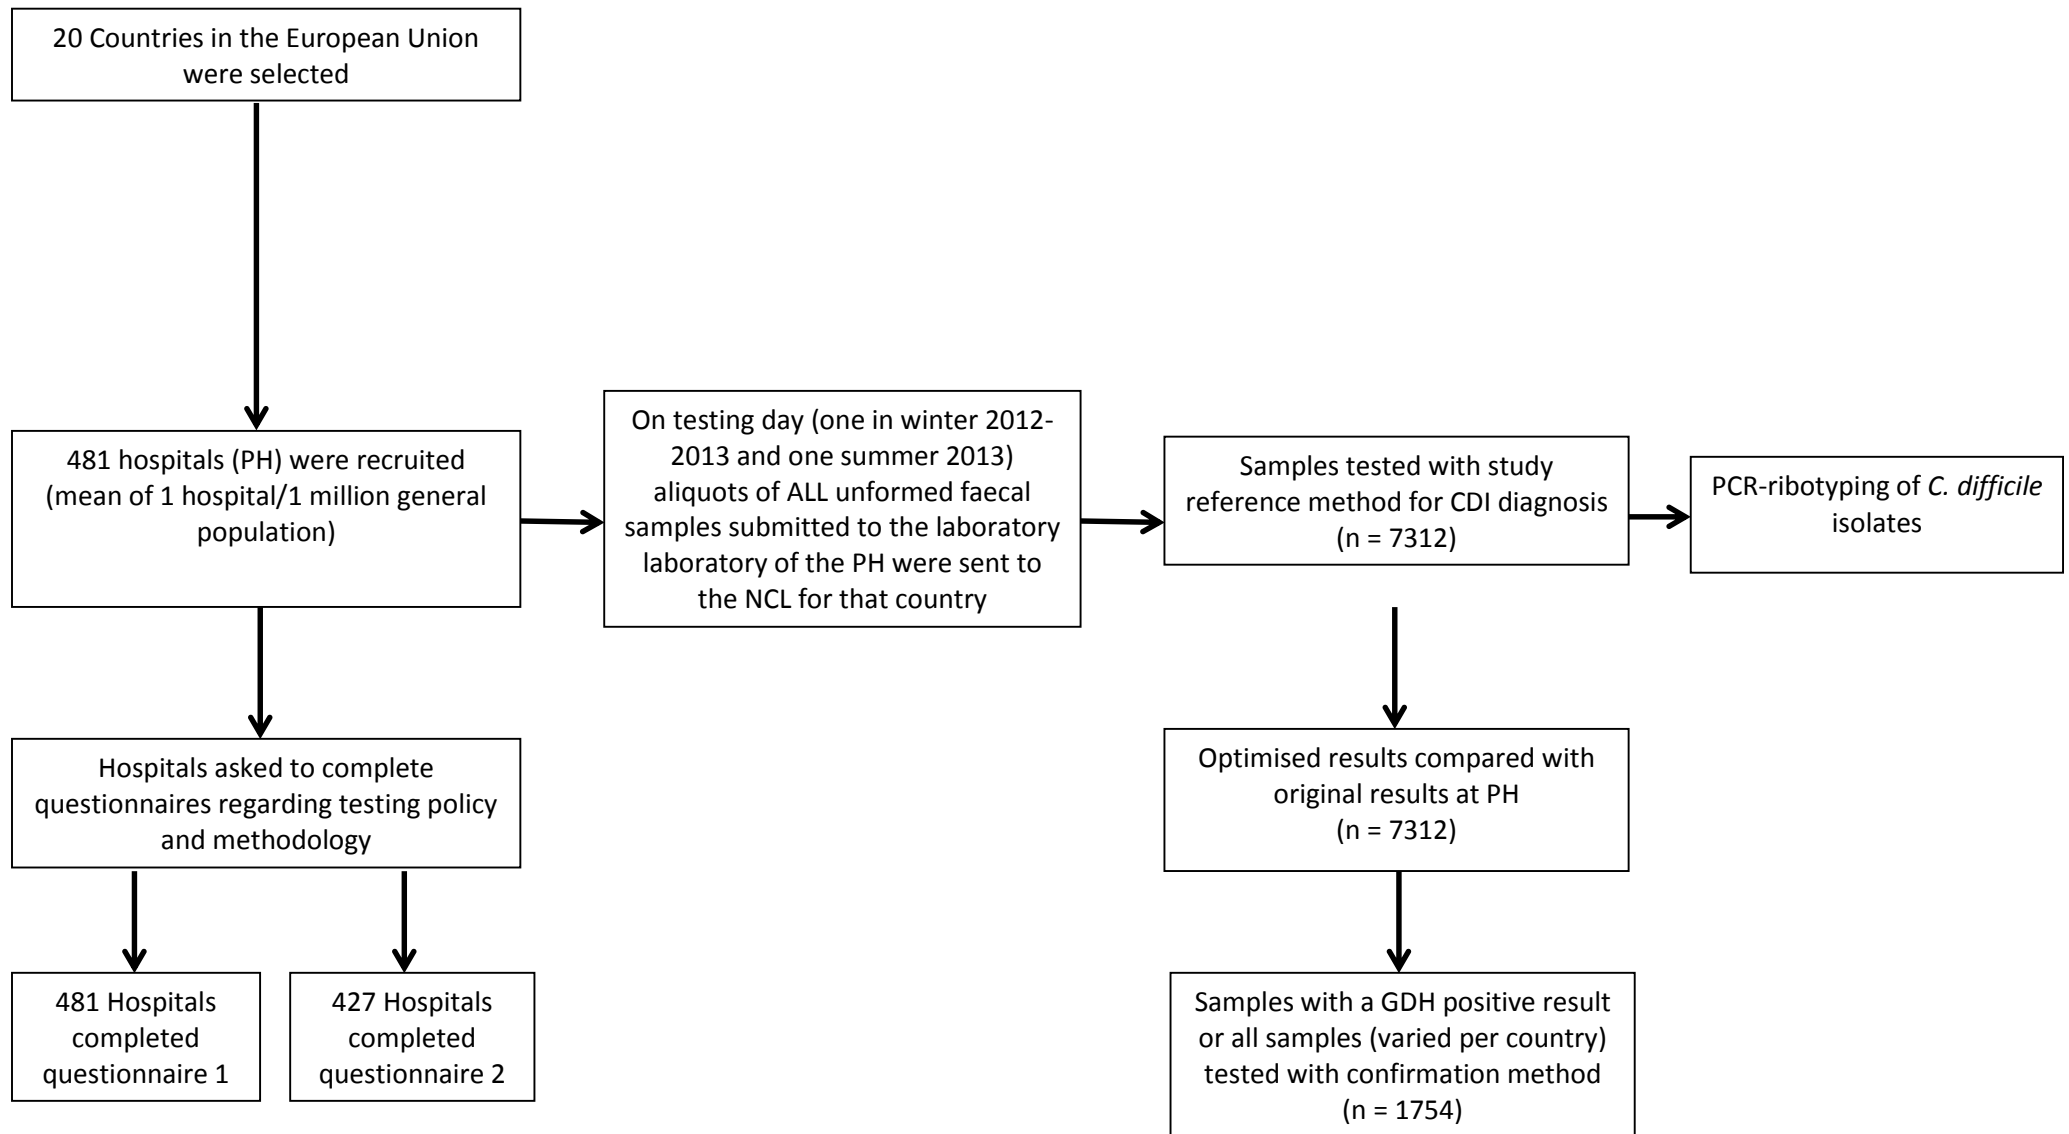 20 Countries in the European Union
were selected
481 hospitals (PH) were recruited
(mean of 1 hospital/1 million general
population)
On testing day (one in winter 2012-
2013 and one summer 2013)
aliquots of ALL unformed faecal
samples submitted to the laboratory
laboratory of the PH were sent to
the NCL for that country
Samples tested with study
reference method for CDI diagnosis
(n = 7312)
PCR-ribotyping of C. difficile
isolates
Hospitals asked to complete
questionnaires regarding testing policy
and methodology
Optimised results compared with
original results at PH
(n = 7312)
481 Hospitals
completed
questionnaire 1
427 Hospitals
completed
questionnaire 2
Samples with a GDH positive result
or all samples (varied per country)
tested with confirmation method
(n = 1754)